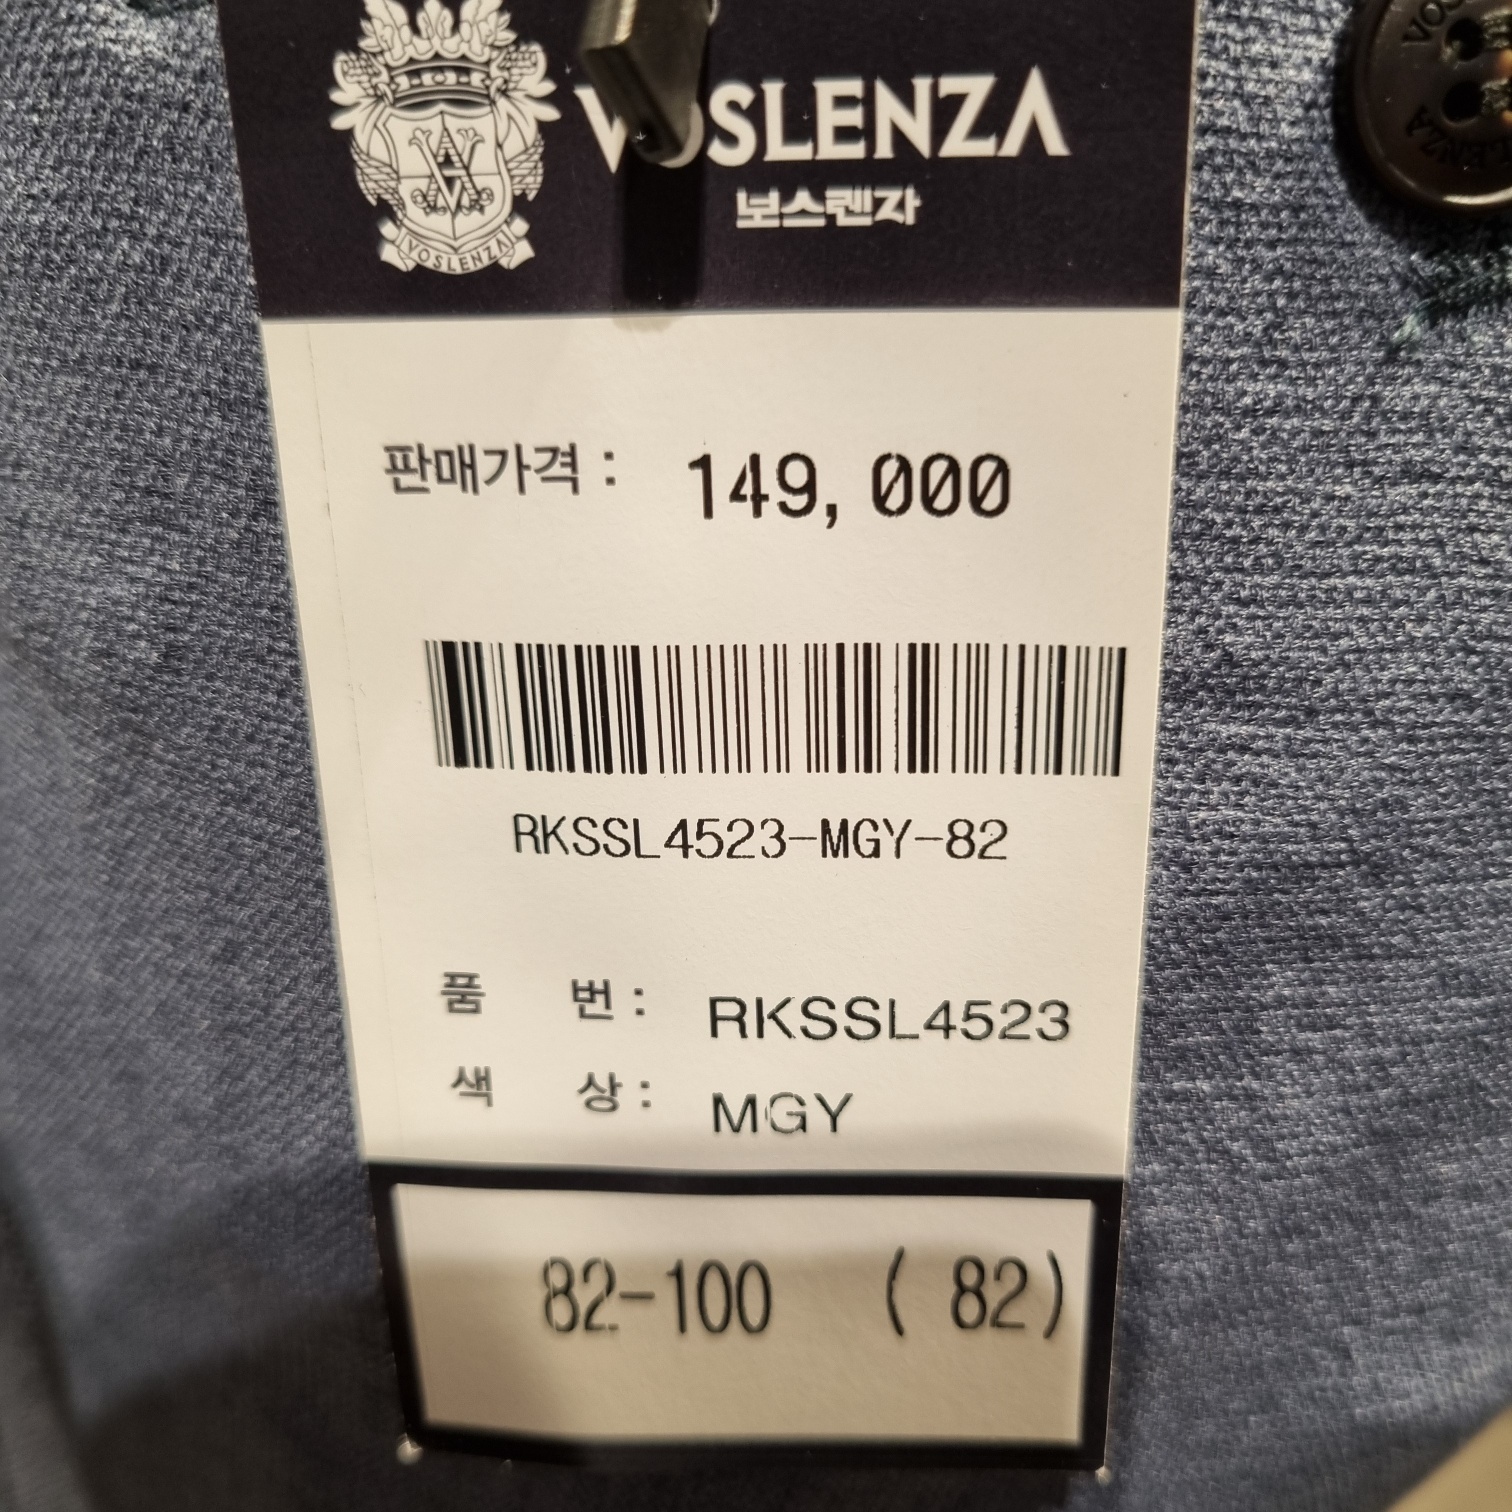 VOSLENZA
보스렌자
VOSLENZA
판매가격 : 149,000
RKSSL4523-MGY-82
품 번 : RKSSL4523
색 상 : MGY
82-100 ( 82)